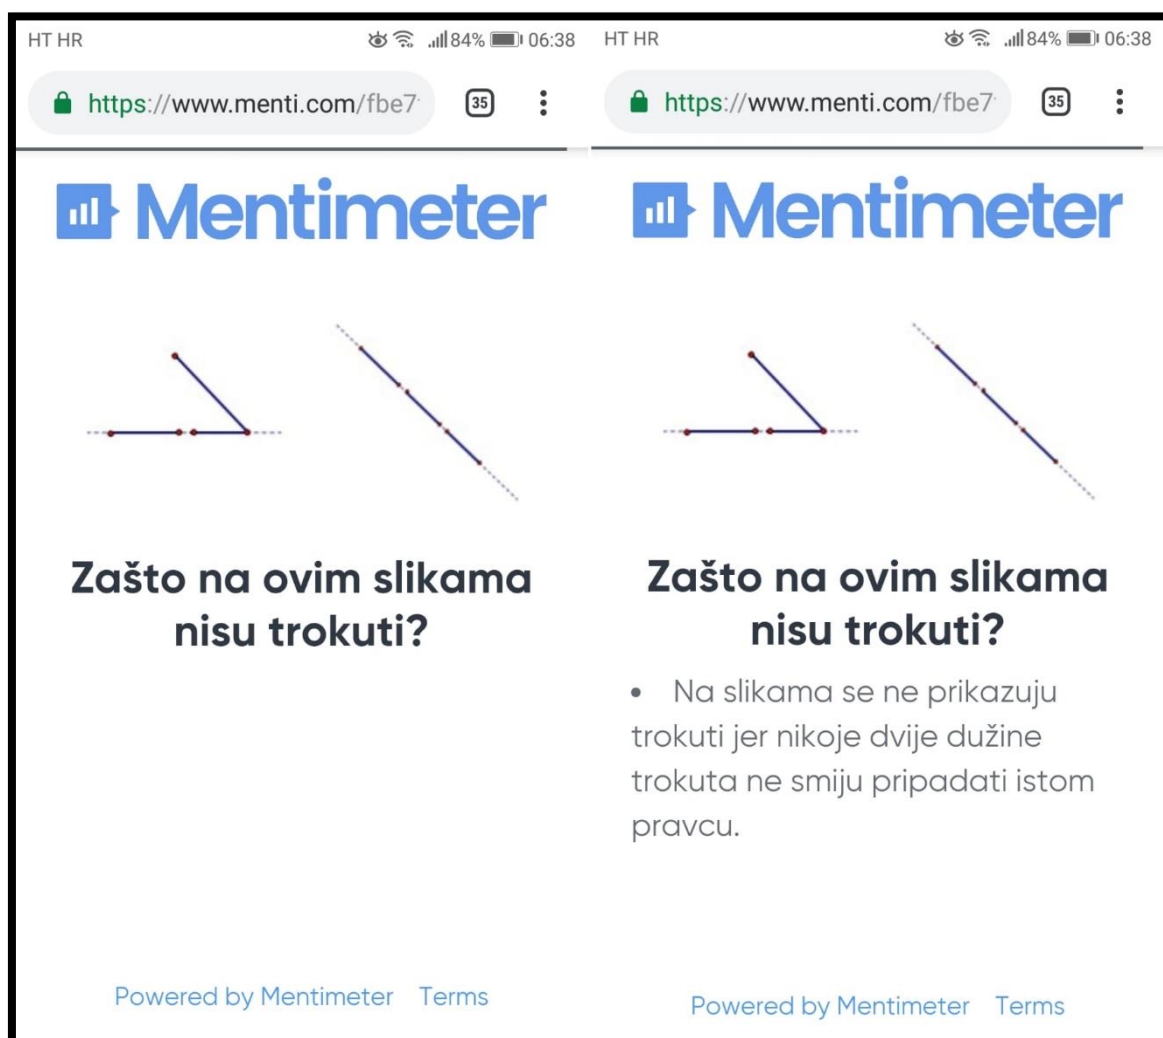 HT HR
84% 06:38
https://www.menti.com/fbe7
35
Mentimeter
Zašto na ovim slikama
nisu trokuti?
Powered by Mentimeter Terms
HT HR
84% 06:38
https://www.menti.com/fbe7
35
Mentimeter
Zašto na ovim slikama
nisu trokuti?
• Na slikama se ne prikazuju
trokuti jer nikoje dvije dužine
trokuta ne smiju pripadati istom
pravcu.
Powered by Mentimeter Terms